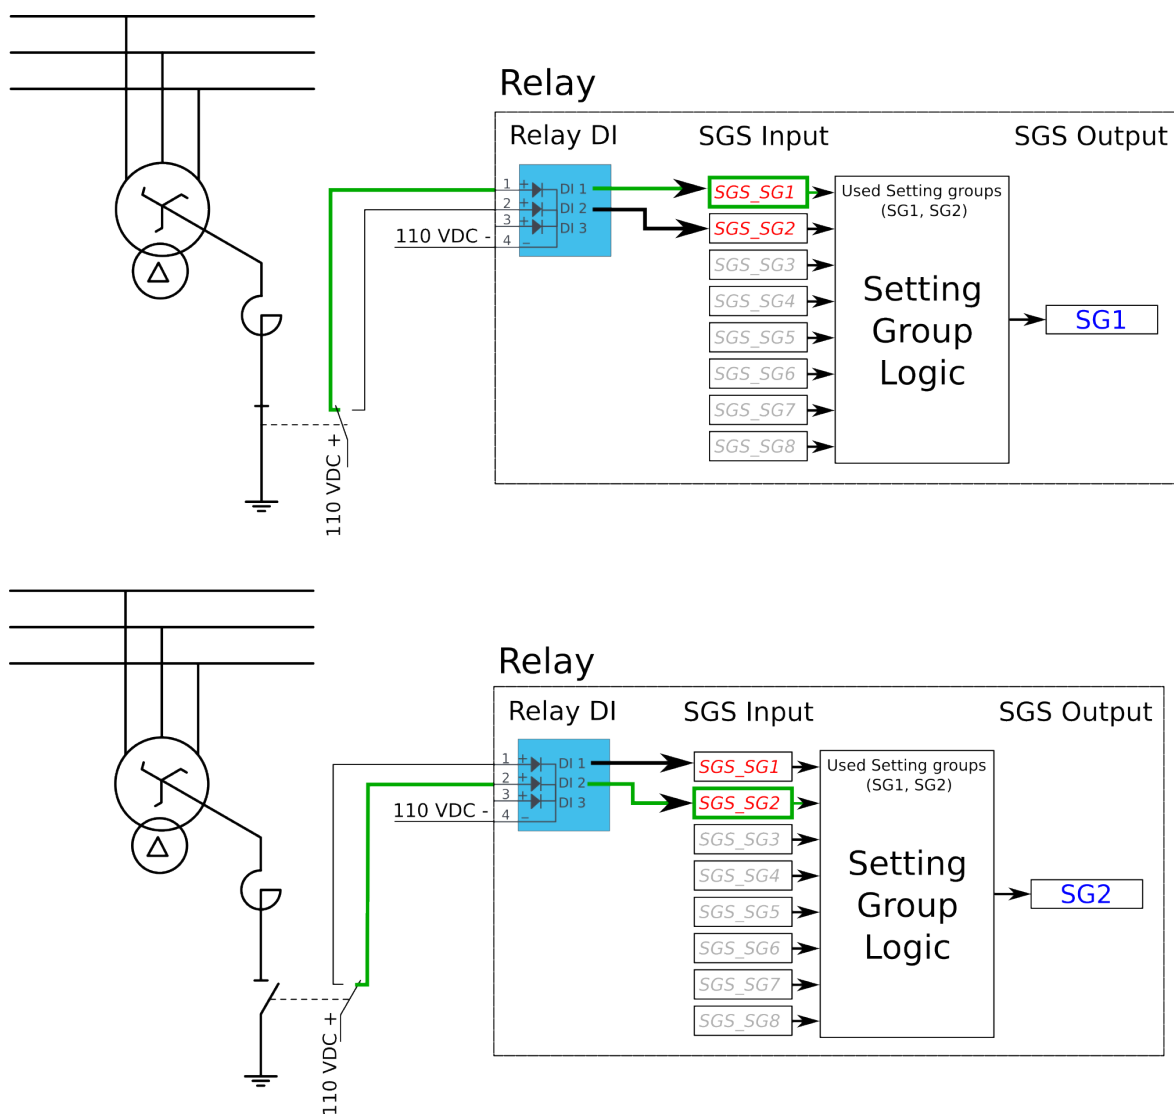 Relay
Relay DI
SGS Input
SGS Output
1
+
DI 1
2
+
DI 2
3
+
DI 3
110 VDC -
4
–
SGS_SG1
SGS_SG2
SGS_SG3
SGS_SG4
SGS_SG5
SGS_SG6
SGS_SG7
SGS_SG8
Used Setting groups
(SG1, SG2)
Setting
Group
Logic
SG1
110 VDC +
Relay
Relay DI
SGS Input
SGS Output
1
+
DI 1
2
+
DI 2
3
+
DI 3
110 VDC -
4
–
SGS_SG1
SGS_SG2
SGS_SG3
SGS_SG4
SGS_SG5
SGS_SG6
SGS_SG7
SGS_SG8
Used Setting groups
(SG1, SG2)
Setting
Group
Logic
SG2
110 VDC +